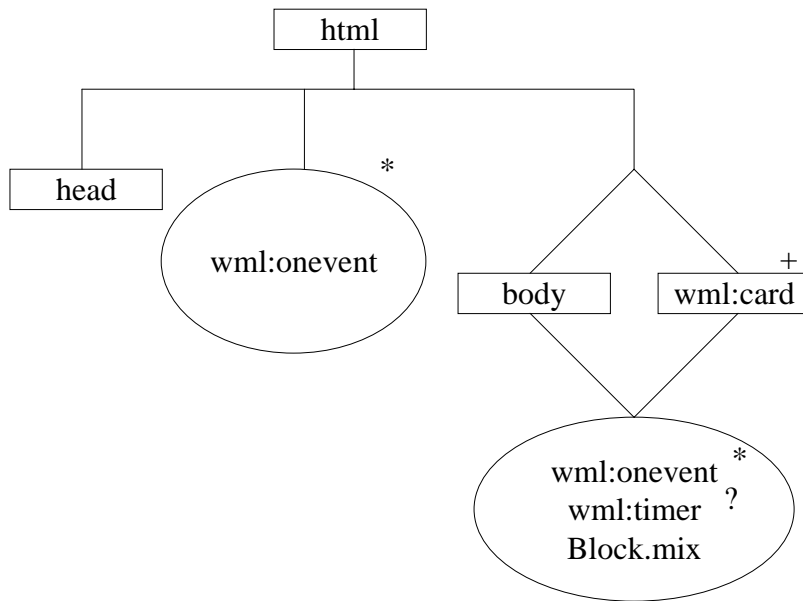 html
head
*
wml:onevent
body
+
wml:card
wml:onevent *
wml:timer ?
Block.mix